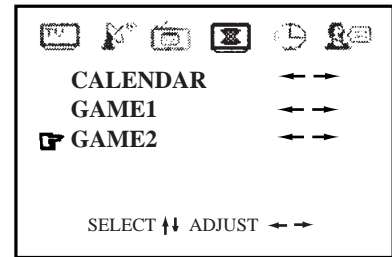 TV
CALENDAR ← →
GAME1 ← →
GAME2 ← →
SELECT ↑↓ ADJUST ← →